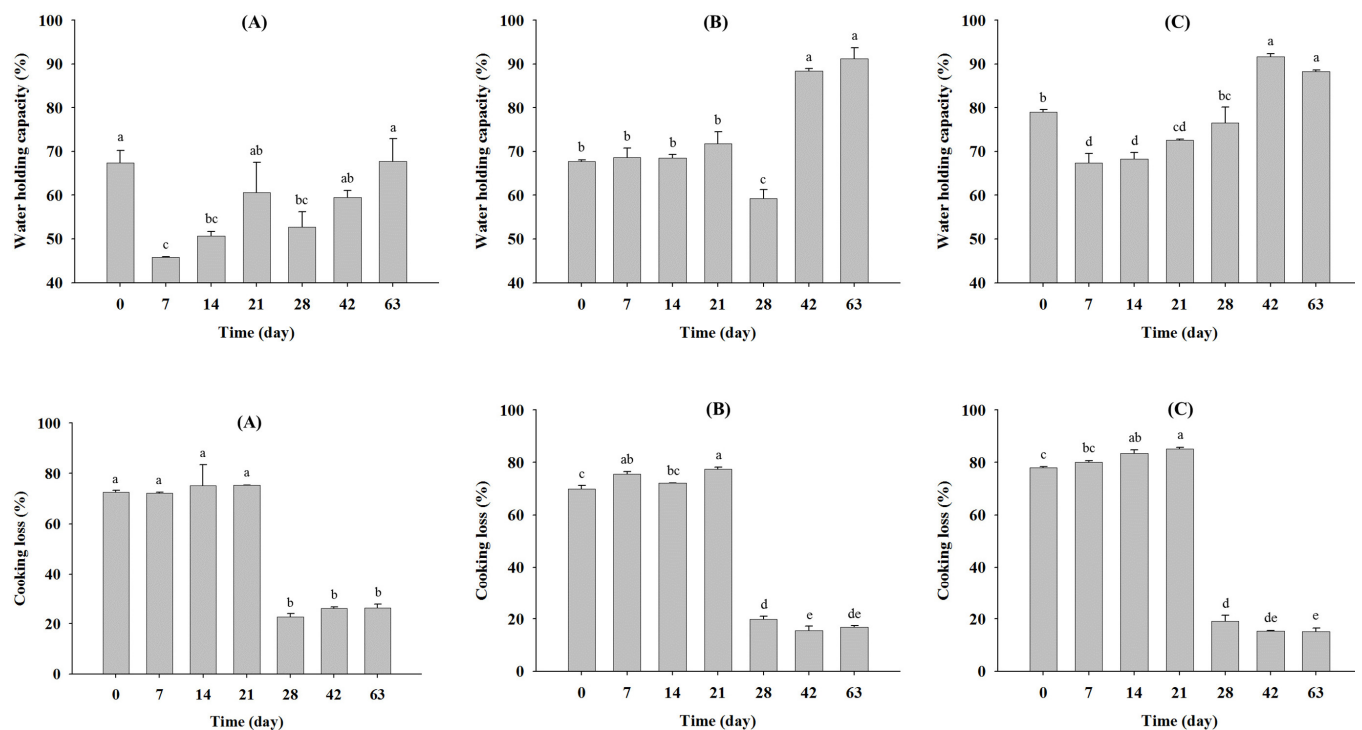 (A)
Water holding capacity (%)
100
90
80
70
60
50
40
a
c
bc
ab
bc
ab
a
0 7 14 21 28 42 63
Time (day)
(B)
Water holding capacity (%)
100
90
80
70
60
50
40
b
b
b
b
c
a
a
0 7 14 21 28 42 63
Time (day)
(C)
Water holding capacity (%)
100
90
80
70
60
50
40
b
d
d
cd
bc
a
a
0 7 14 21 28 42 63
Time (day)
(A)
Cooking loss (%)
100
80
60
40
20
0
a
a
a
a
b
b
b
0 7 14 21 28 42 63
Time (day)
(B)
Cooking loss (%)
100
80
60
40
20
0
c
ab
bc
a
d
e
de
0 7 14 21 28 42 63
Time (day)
(C)
Cooking loss (%)
100
80
60
40
20
0
c
bc
ab
a
d
de
e
0 7 14 21 28 42 63
Time (day)